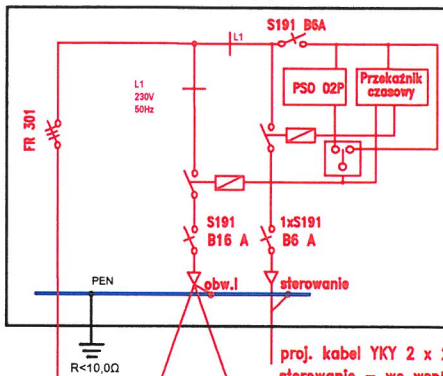 S191 B6A
L1
L1
230V
50Hz
PSO 02P
Przekaźnik
czasowy
FR 301
S191
B16 A
1xS191
B6 A
PEN
obw.I
sterowanie
R<10,0Ω
proj. kabel YKY 2 x
sterowanie – we